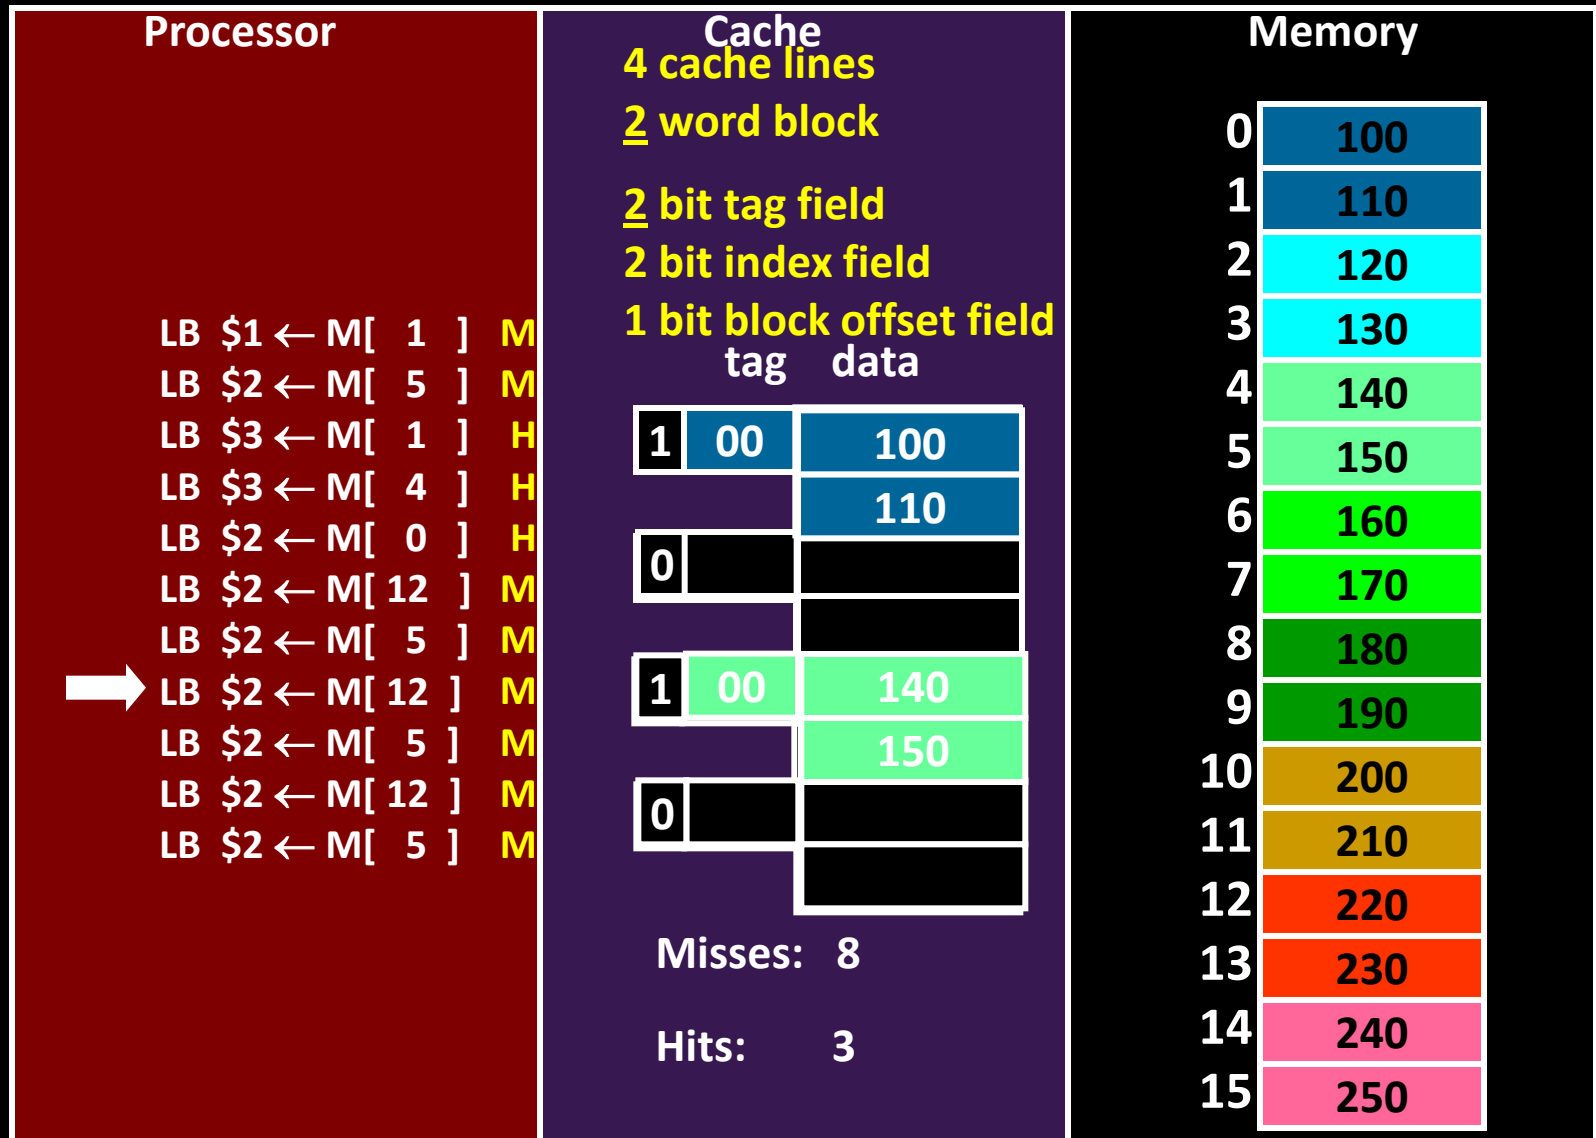 Processor
LB $1 ← M[ 1 ] M
LB $2 ← M[ 5 ] M
LB $3 ← M[ 1 ] H
LB $3 ← M[ 4 ] H
LB $2 ← M[ 0 ] H
LB $2 ← M[ 12 ] M
LB $2 ← M[ 5 ] M
LB $2 ← M[ 12 ] M
LB $2 ← M[ 5 ] M
LB $2 ← M[ 12 ] M
LB $2 ← M[ 5 ] M
Cache
4 cache lines
2 word block
2 bit tag field
2 bit index field
1 bit block offset field
tag data
1 00 100
110
0
1 00 140
150
0
Misses: 8
Hits: 3
Memory
0 100
1 110
2 120
3 130
4 140
5 150
6 160
7 170
8 180
9 190
10 200
11 210
12 220
13 230
14 240
15 250